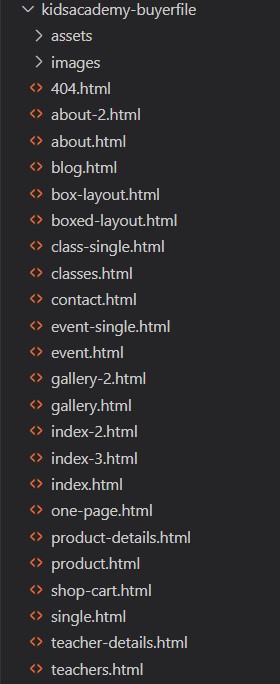 kidsacademy-buyerfile
assets
images
404.html
about-2.html
about.html
blog.html
box-layout.html
boxed-layout.html
class-single.html
classes.html
contact.html
event-single.html
event.html
gallery-2.html
gallery.html
index-2.html
index-3.html
index.html
one-page.html
product-details.html
product.html
shop-cart.html
single.html
teacher-details.html
teachers.html